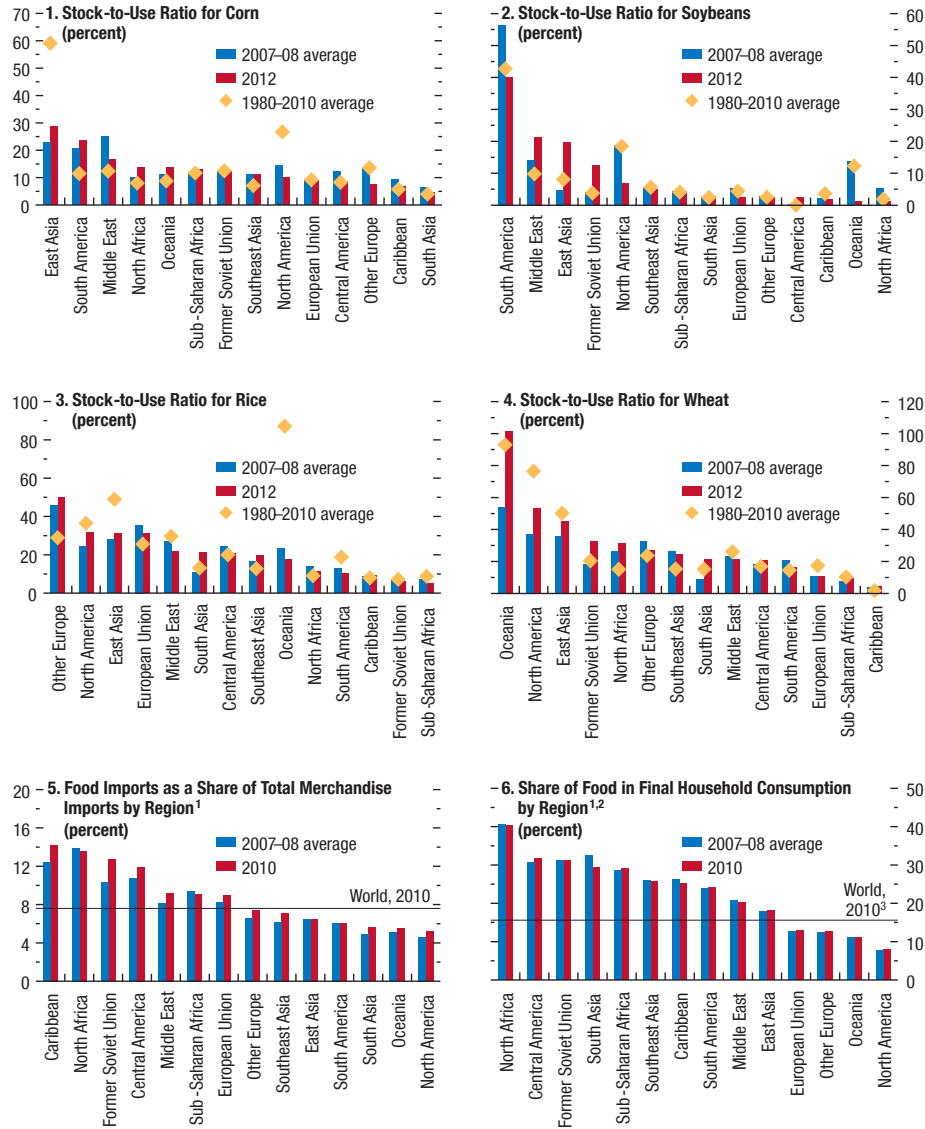 1. Stock-to-Use Ratio for Corn
(percent)
2007–08 average
2012
1980–2010 average
70
60
50
40
30
20
10
0
East Asia
South America
Middle East
North Africa
Oceania
Sub-Saharan Africa
Former Soviet Union
Southeast Asia
North America
European Union
Central America
Other Europe
Caribbean
South Asia
2. Stock-to-Use Ratio for Soybeans
(percent)
2007–08 average
2012
1980–2010 average
60
50
40
30
20
10
0
South America
Middle East
East Asia
Former Soviet Union
North America
Southeast Asia
Sub-Saharan Africa
South Asia
European Union
Other Europe
Central America
Caribbean
Oceania
North Africa
3. Stock-to-Use Ratio for Rice
(percent)
2007–08 average
2012
1980–2010 average
100
80
60
40
20
0
Other Europe
North America
East Asia
European Union
Middle East
South Asia
Central America
Southeast Asia
Oceania
North Africa
South America
Caribbean
Former Soviet Union
Sub-Saharan Africa
4. Stock-to-Use Ratio for Wheat
(percent)
2007–08 average
2012
1980–2010 average
120
100
80
60
40
20
0
Oceania
North America
East Asia
Former Soviet Union
North Africa
Other Europe
Southeast Asia
South Asia
Middle East
Central America
South America
European Union
Sub-Saharan Africa
Caribbean
5. Food Imports as a Share of Total Merchandise
Imports by Region¹
(percent)
2007–08 average
2010
World, 2010
20
16
12
8
4
0
Caribbean
North Africa
Former Soviet Union
Central America
Middle East
Sub-Saharan Africa
European Union
Other Europe
Southeast Asia
East Asia
South America
South Asia
Oceania
North America
6. Share of Food in Final Household Consumption
by Region¹,²
(percent)
2007–08 average
2010
World,
2010³
50
40
30
20
10
0
North Africa
Central America
Former Soviet Union
South Asia
Sub-Saharan Africa
Southeast Asia
Caribbean
South America
Middle East
East Asia
European Union
Other Europe
Oceania
North America